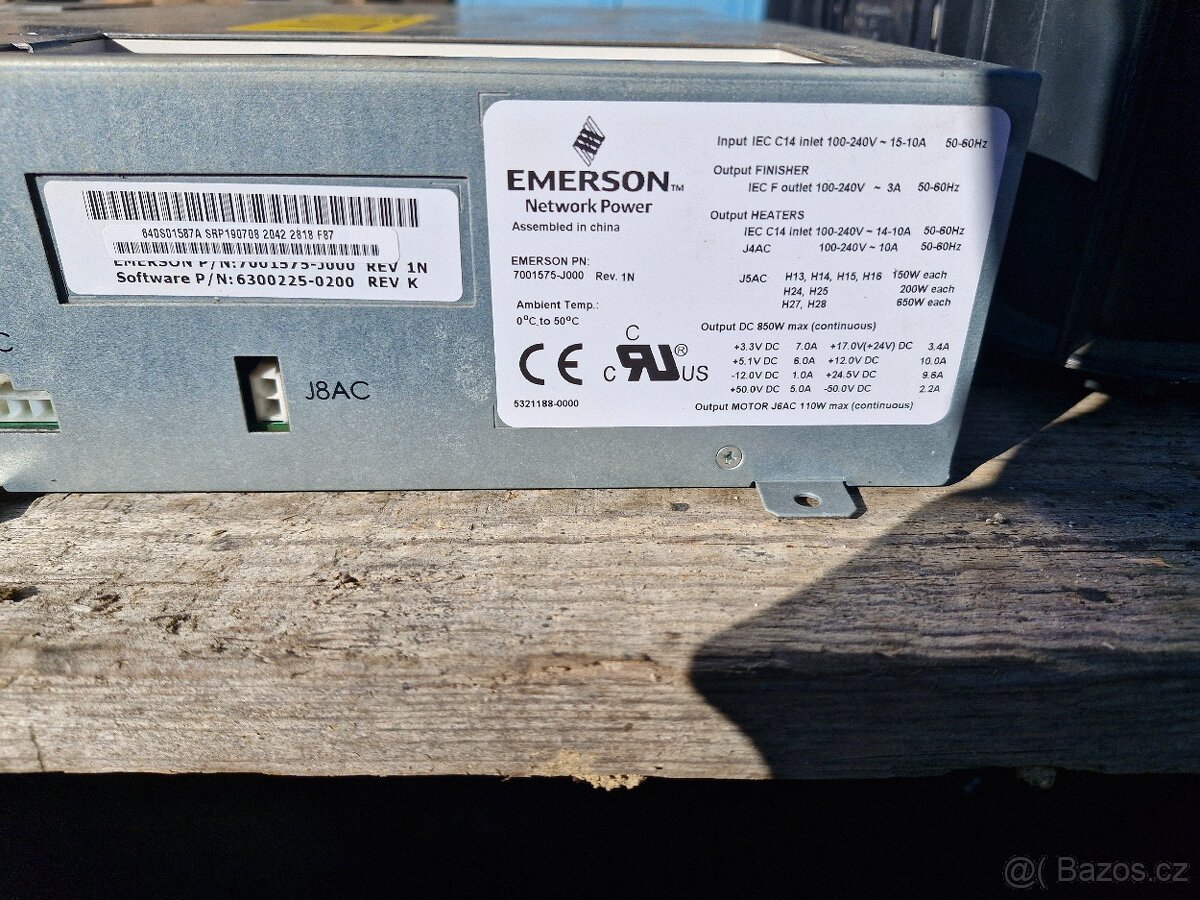 640S01587A SRP190708 2042 2818 F87
EMERSON P/N:7001575-J000 REV 1N
Software P/N:6300225-0200 REV K
C
J8AC
EMERSON TM
Network Power
Assembled in china
EMERSON PN:
7001575-J000 Rev. 1N
Ambient Temp.:
0°C to 50°C
CE
C
C RU ® US
5321188-0000
Input IEC C14 inlet 100-240V ~ 15-10A 50-60Hz
Output FINISHER
IEC F outlet 100-240V ~ 3A 50-60Hz
Output HEATERS
IEC C14 inlet 100-240V ~ 14-10A 50-60Hz
J4AC 100-240V ~ 10A 50-60Hz
J5AC H13, H14, H15, H16 150W each
H24, H25 200W each
H27, H28 650W each
Output DC 850W max (continuous)
+3.3V DC 7.0A +17.0V(+24V) DC 3.4A
+5.1V DC 6.0A +12.0V DC 10.0A
-12.0V DC 1.0A +24.5V DC 9.6A
+50.0V DC 5.0A -50.0V DC 2.2A
Output MOTOR J6AC 110W max (continuous)
@( Bazos.cz